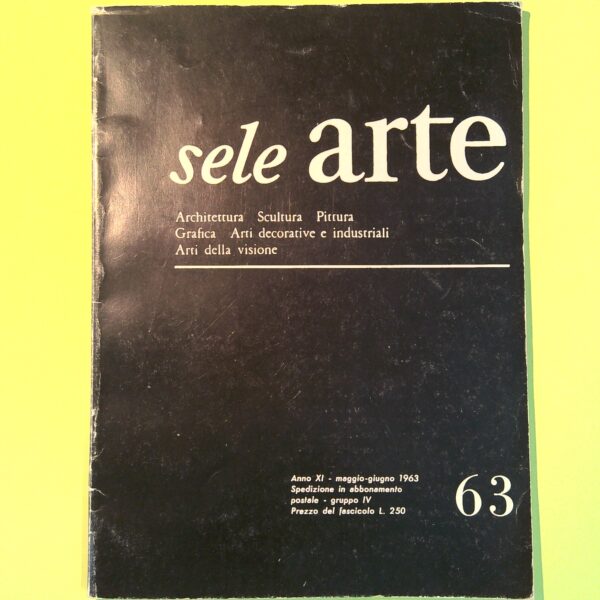 sele arte
Architettura Scultura Pittura
Grafica Arti decorative e industriali
Arti della visione
Anno XI - maggio-giugno 1963
Spedizione in abbonamento
postale - gruppo IV
Prezzo del fascicolo L. 250
63